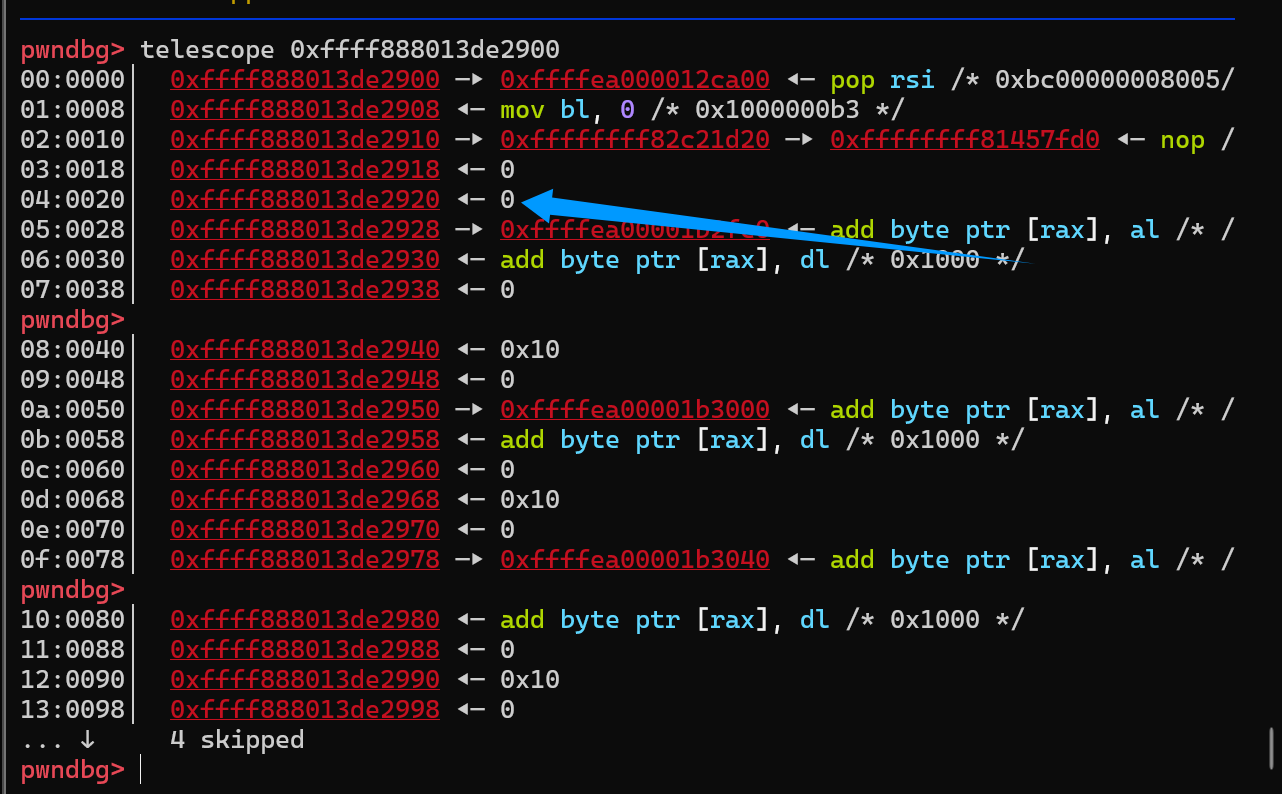 pwndbg> telescope 0xffff888013de2900
00:0000│ 0xffff888013de2900 —▸ 0xffffea000012ca00 ◂— pop rsi /* 0xbc00000008005/
01:0008│ 0xffff888013de2908 ◂— mov bl, 0 /* 0x1000000b3 */
02:0010│ 0xffff888013de2910 —▸ 0xffffffff82c21d20 —▸ 0xffffffff81457fd0 ◂— nop /
03:0018│ 0xffff888013de2918 ◂— 0
04:0020│ 0xffff888013de2920 ◂— 0
05:0028│ 0xffff888013de2928 —▸ ◂— add byte ptr [rax], al /* /
06:0030│ 0xffff888013de2930 ◂— add byte ptr [rax], dl /* 0x1000 */
07:0038│ 0xffff888013de2938 ◂— 0
pwndbg>
08:0040│ 0xffff888013de2940 ◂— 0x10
09:0048│ 0xffff888013de2948 ◂— 0
0a:0050│ 0xffff888013de2950 —▸ 0xffffea00001b3000 ◂— add byte ptr [rax], al /* /
0b:0058│ 0xffff888013de2958 ◂— add byte ptr [rax], dl /* 0x1000 */
0c:0060│ 0xffff888013de2960 ◂— 0
0d:0068│ 0xffff888013de2968 ◂— 0x10
0e:0070│ 0xffff888013de2970 ◂— 0
0f:0078│ 0xffff888013de2978 —▸ 0xffffea00001b3040 ◂— add byte ptr [rax], al /* /
pwndbg>
10:0080│ 0xffff888013de2980 ◂— add byte ptr [rax], dl /* 0x1000 */
11:0088│ 0xffff888013de2988 ◂— 0
12:0090│ 0xffff888013de2990 ◂— 0x10
13:0098│ 0xffff888013de2998 ◂— 0
... ↓ 4 skipped
pwndbg>